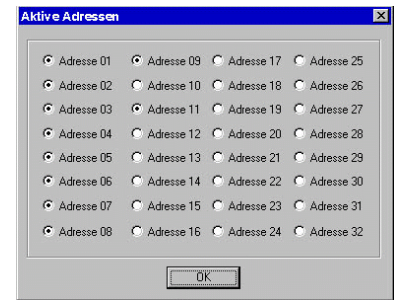 Aktive Adressen
Adresse 01 Adresse 09 Adresse 17 Adresse 25
Adresse 02 Adresse 10 Adresse 18 Adresse 26
Adresse 03 Adresse 11 Adresse 19 Adresse 27
Adresse 04 Adresse 12 Adresse 20 Adresse 28
Adresse 05 Adresse 13 Adresse 21 Adresse 29
Adresse 06 Adresse 14 Adresse 22 Adresse 30
Adresse 07 Adresse 15 Adresse 23 Adresse 31
Adresse 08 Adresse 16 Adresse 24 Adresse 32
OK